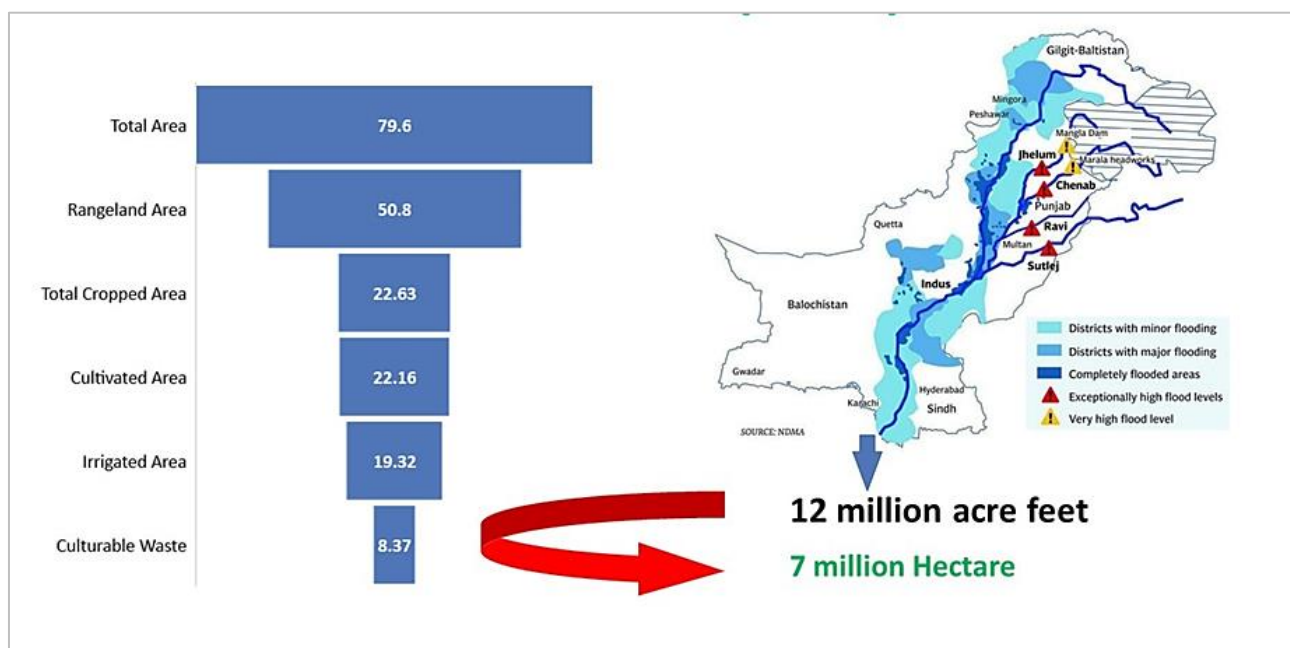 Total Area
79.6
Rangeland Area
50.8
Total Cropped Area
22.63
Cultivated Area
22.16
Irrigated Area
19.32
Culturable Waste
8.37
Gilgit-Baltistan
Mingora
Peshawar
Mangla Dam
Jhelum
Marala headworks
Chenab
Punjab
Quetta
Ravi
Multan
Sutlej
Indus
Balochistan
Gwadar
Hyderabad
Karachi
Sindh
SOURCE: NDMA
Districts with minor flooding
Districts with major flooding
Completely flooded areas
Exceptionally high flood levels
Very high flood level
12 million acre feet
7 million Hectare